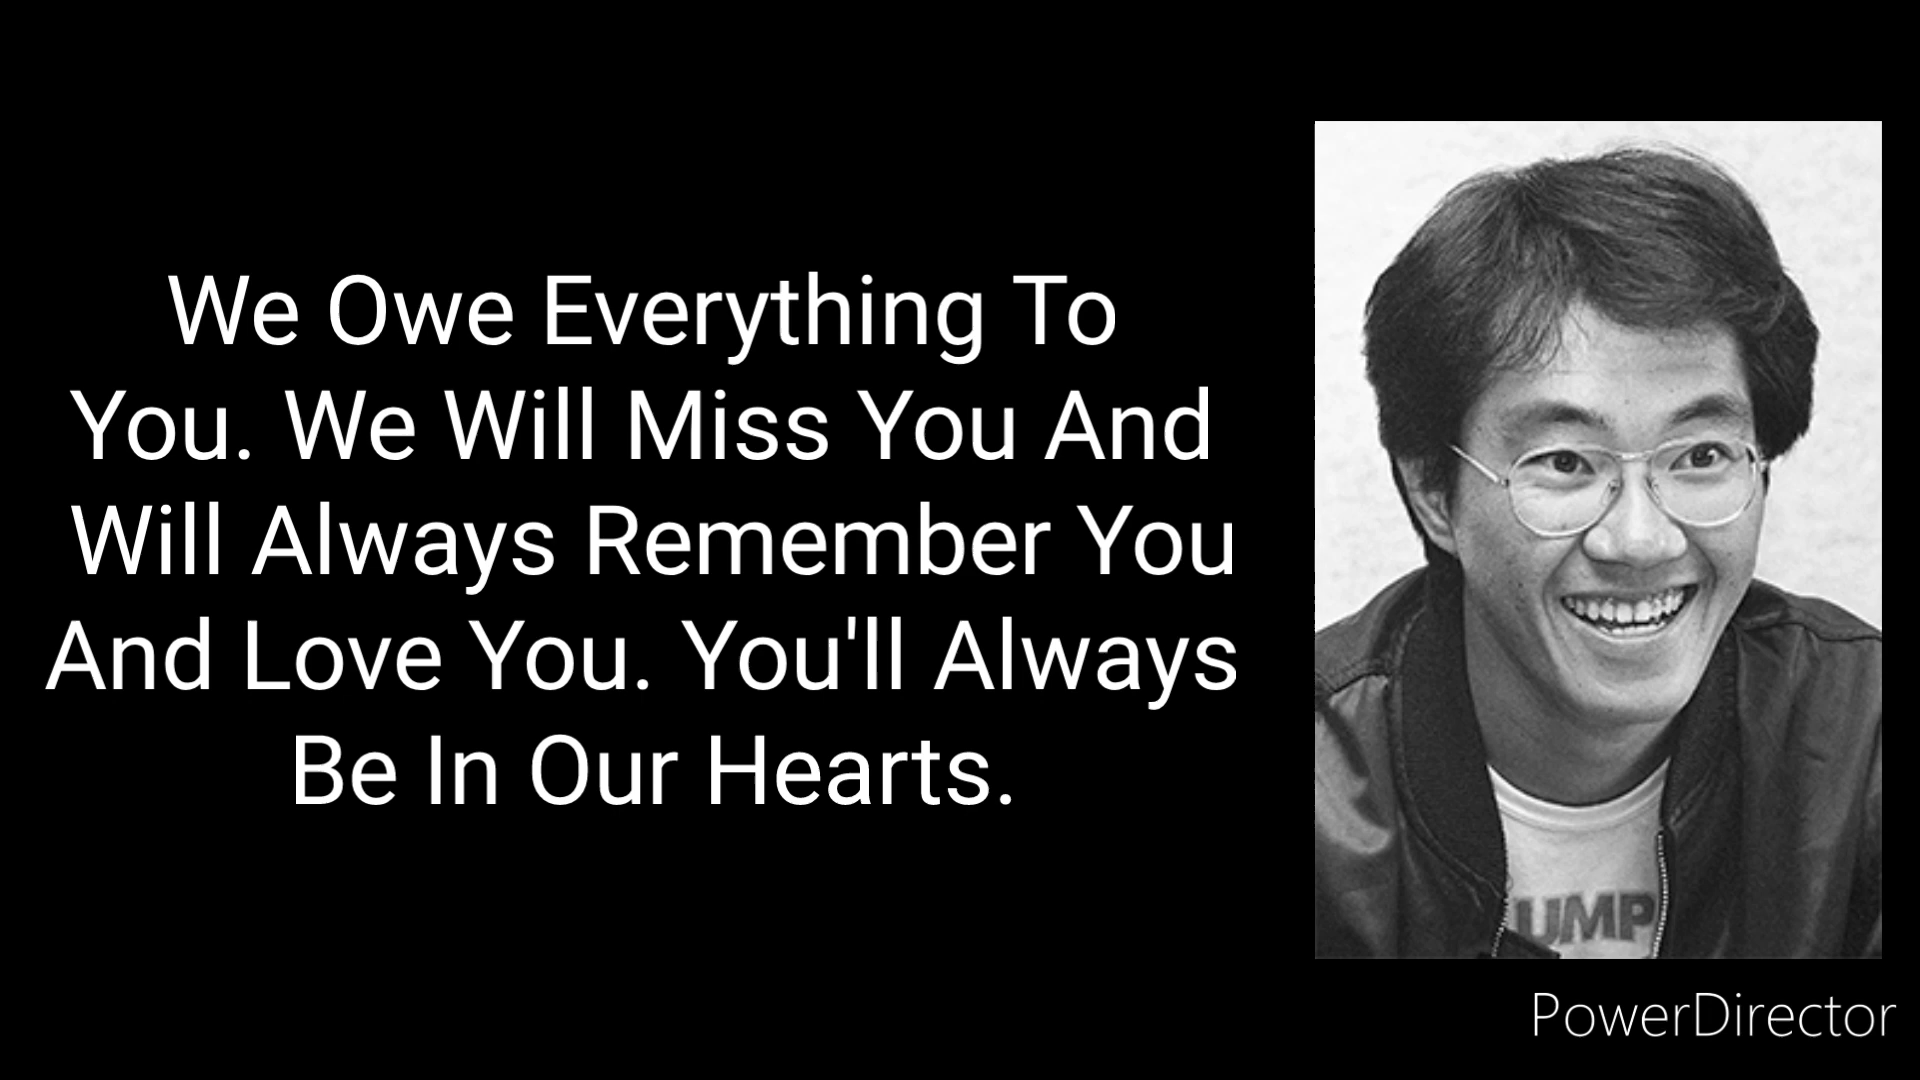 We Owe Everything To
You. We Will Miss You And
Will Always Remember You
And Love You. You'll Always
Be In Our Hearts.
UMP
PowerDirector